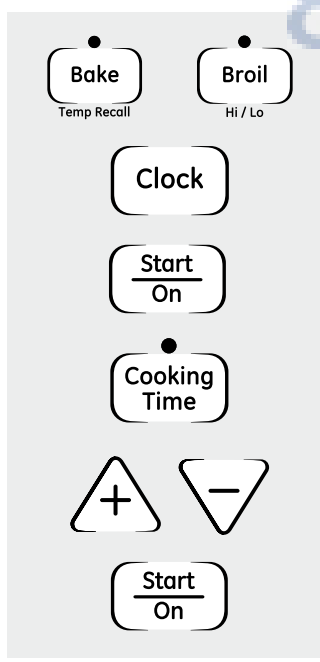 Bake Broil
Temp Recall Hi / Lo
Clock
Start
On
Cooking
Time
+ −
Start
On